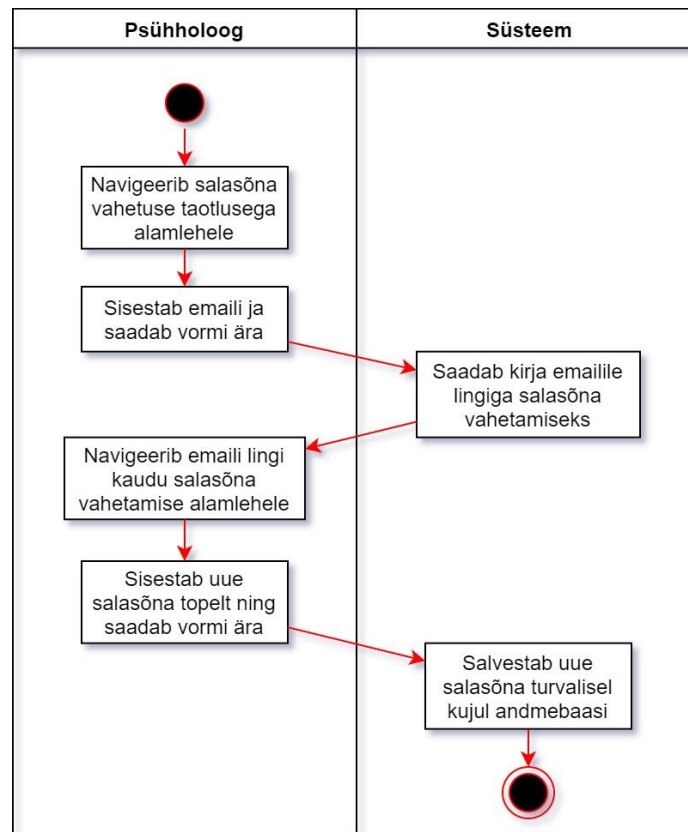 Psühholoog
Süsteem
Navigeerib salasõna
vahetuse taotlusega
alamlehele
Sisestab emaili ja
saadab vormi ära
Saadab kirja emailile
lingiga salasõna
vahetamiseks
Navigeerib emaili lingi
kaudu salasõna
vahetamise alamlehele
Sisestab uue
salasõna topelt ning
saadab vormi ära
Salvestab uue
salasõna turvalisel
kujul andmebaasi